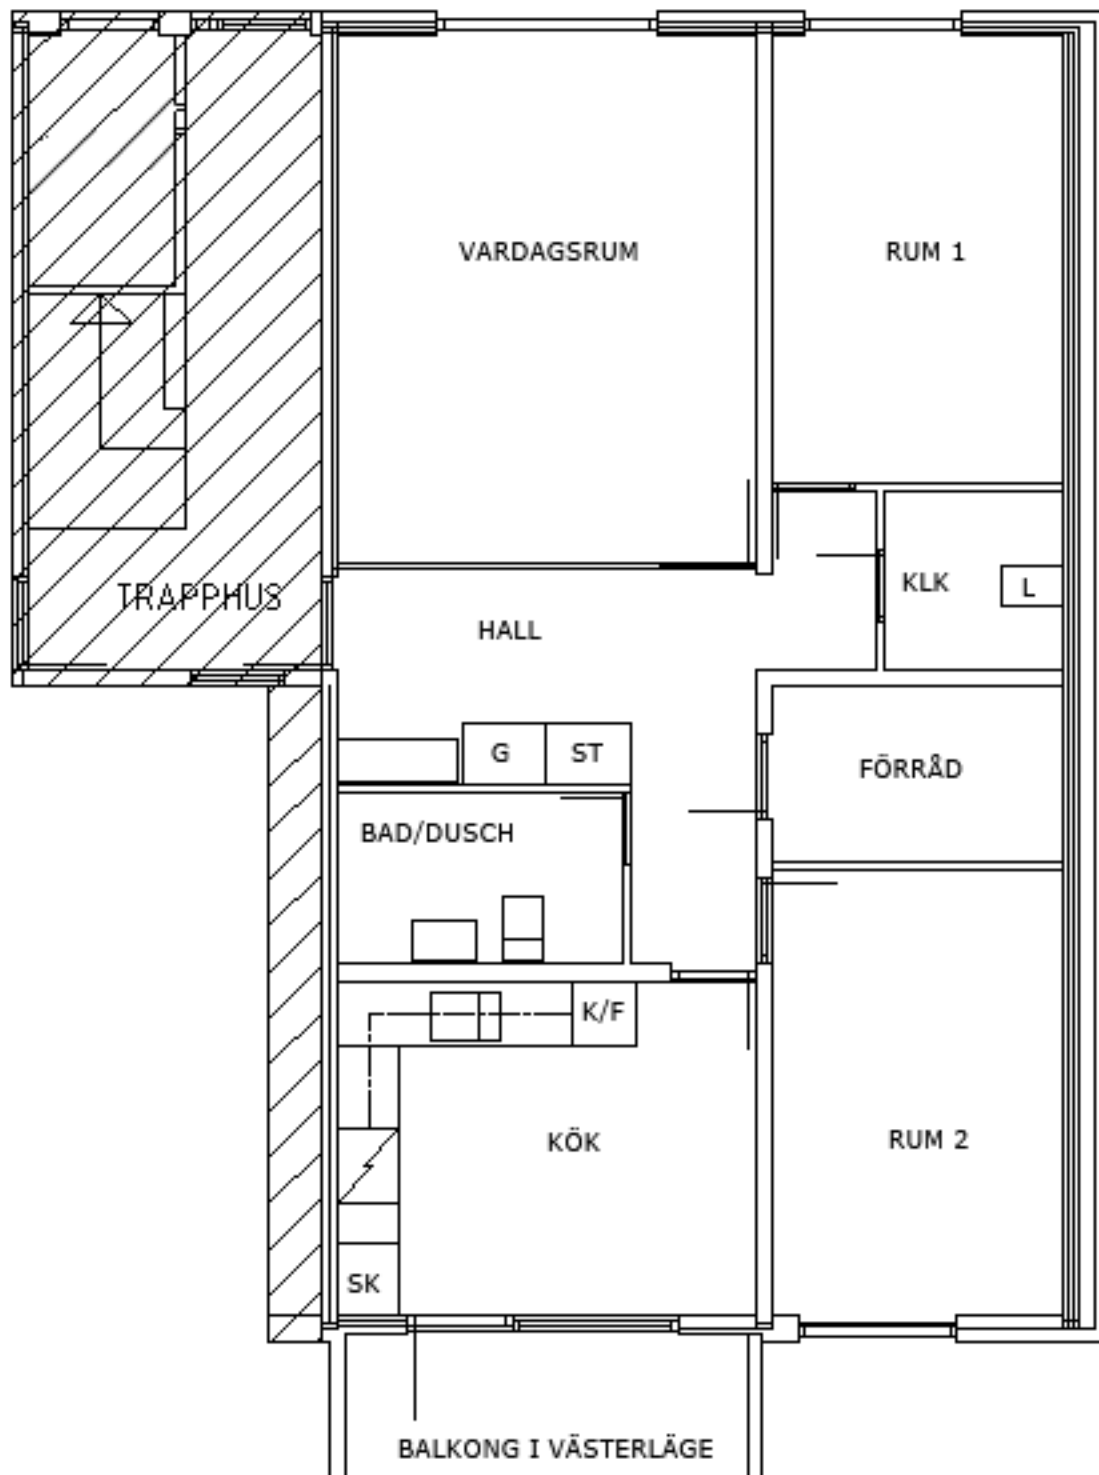 VARDAGSRUM
RUM 1
TRAPPHUS
HALL
KLK
L
G
ST
FÖRRÅD
BAD/DUSCH
K/F
KÖK
RUM 2
SK
BALKONG I VÄSTERLÄGE